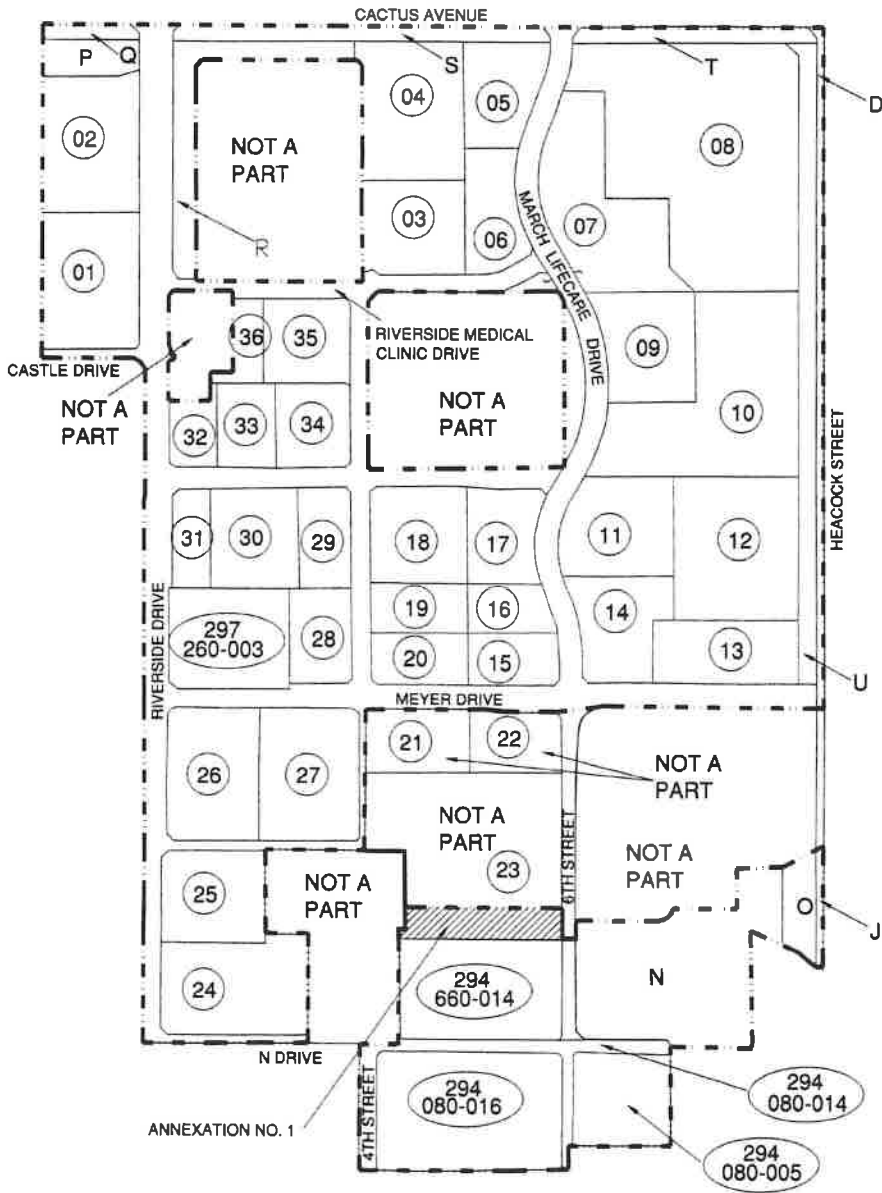 CACTUS AVENUE
P
Q
S
T
D
04
05
02
NOT A
PART
08
03
MARCH LIFECARE DRIVE
07
06
R
01
36
35
RIVERSIDE MEDICAL
CLINIC DRIVE
09
CASTLE DRIVE
NOT A
PART
NOT A
PART
10
32
33
34
HEACOCK STREET
31
30
29
18
17
11
12
19
16
14
297
260-003
28
20
15
13
RIVERSIDE DRIVE
U
MEYER DRIVE
21
22
26
27
NOT A
PART
NOT A
PART
6TH STREET
NOT A
PART
23
25
NOT A
PART
O
J
24
294
660-014
N
N DRIVE
294
080-014
294
080-016
4TH STREET
ANNEXATION NO. 1
294
080-005